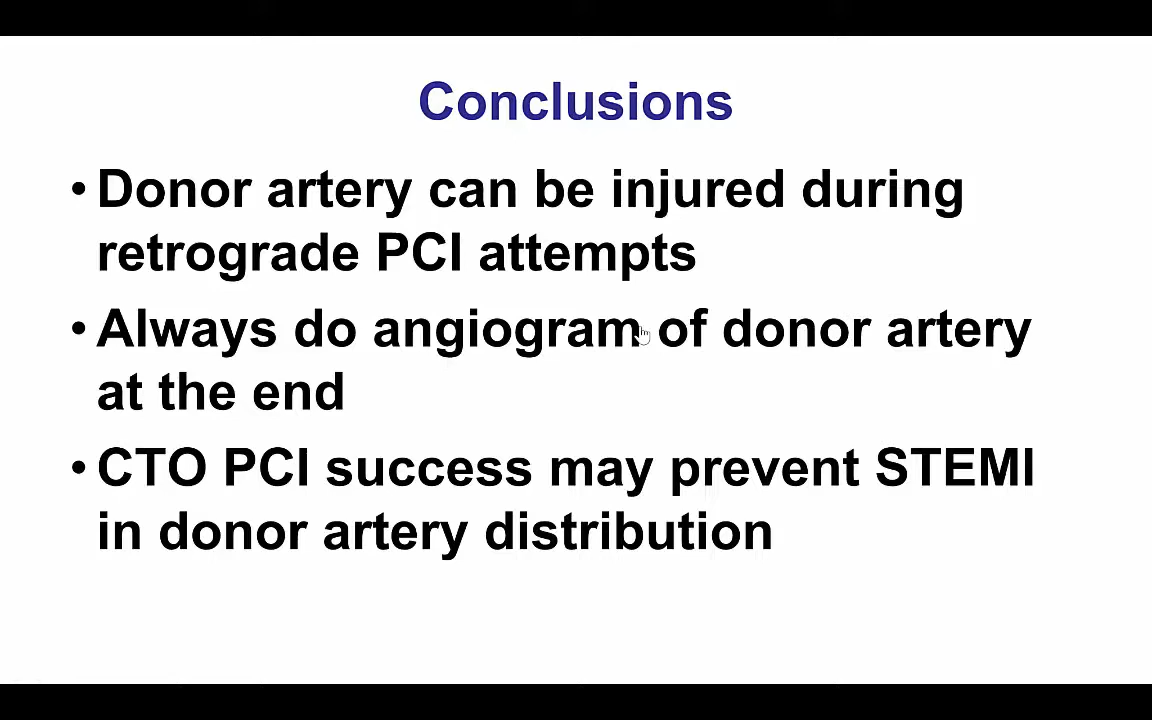 Conclusions
• Donor artery can be injured during
retrograde PCI attempts
• Always do angiogram of donor artery
at the end
• CTO PCI success may prevent STEMI
in donor artery distribution